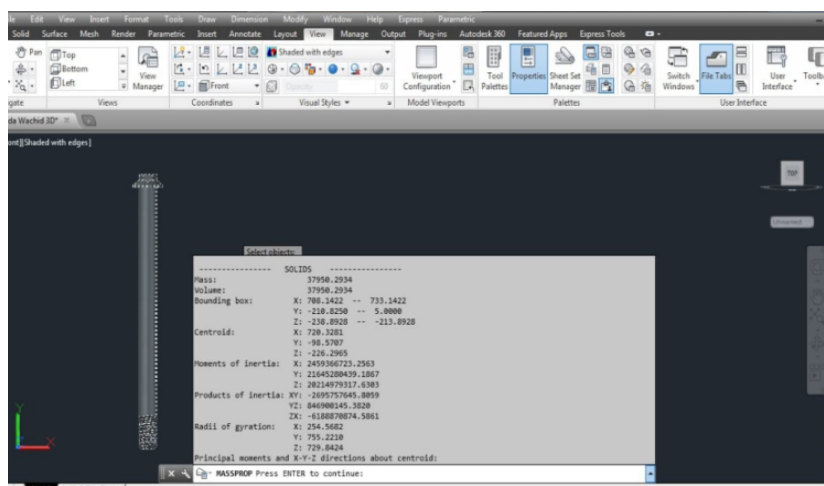 le Edit View Insert Format Tools Draw Dimension Modify Window Help Express Parametric
Solid Surface Mesh Render Parametric Insert Annotate Layout View Manage Output Plug-ins Autodesk 360 Featured Apps Express Tools
Pan Top Shaded with edges
Bottom View Manager Viewport Configuration Tool Palettes Properties Sheet Set Manager Switch Windows File Tabs User Interface Toolb
Left Front Opacity 60
gate Views Coordinates Visual Styles Model Viewports Palettes User Interface
da Wachid 3D*
ont][Shaded with edges]
TOP
Unnamed
Select objects:
---------------- SOLIDS ----------------
Mass: 37950.2934
Volume: 37950.2934
Bounding box: X: 708.1422 -- 733.1422
Y: -210.8250 -- 5.0000
Z: -238.8928 -- -213.8928
Centroid: X: 720.3281
Y: -98.5707
Z: -226.2965
Moments of inertia: X: 2459366723.2563
Y: 21645280439.1867
Z: 20214979317.6303
Products of inertia: XY: -2695757645.8059
YZ: 846900145.3820
ZX: -6188870874.5861
Radii of gyration: X: 254.5682
Y: 755.2210
Z: 729.8424
Principal moments and X-Y-Z directions about centroid:
MASSPROP Press ENTER to continue:
Y
X